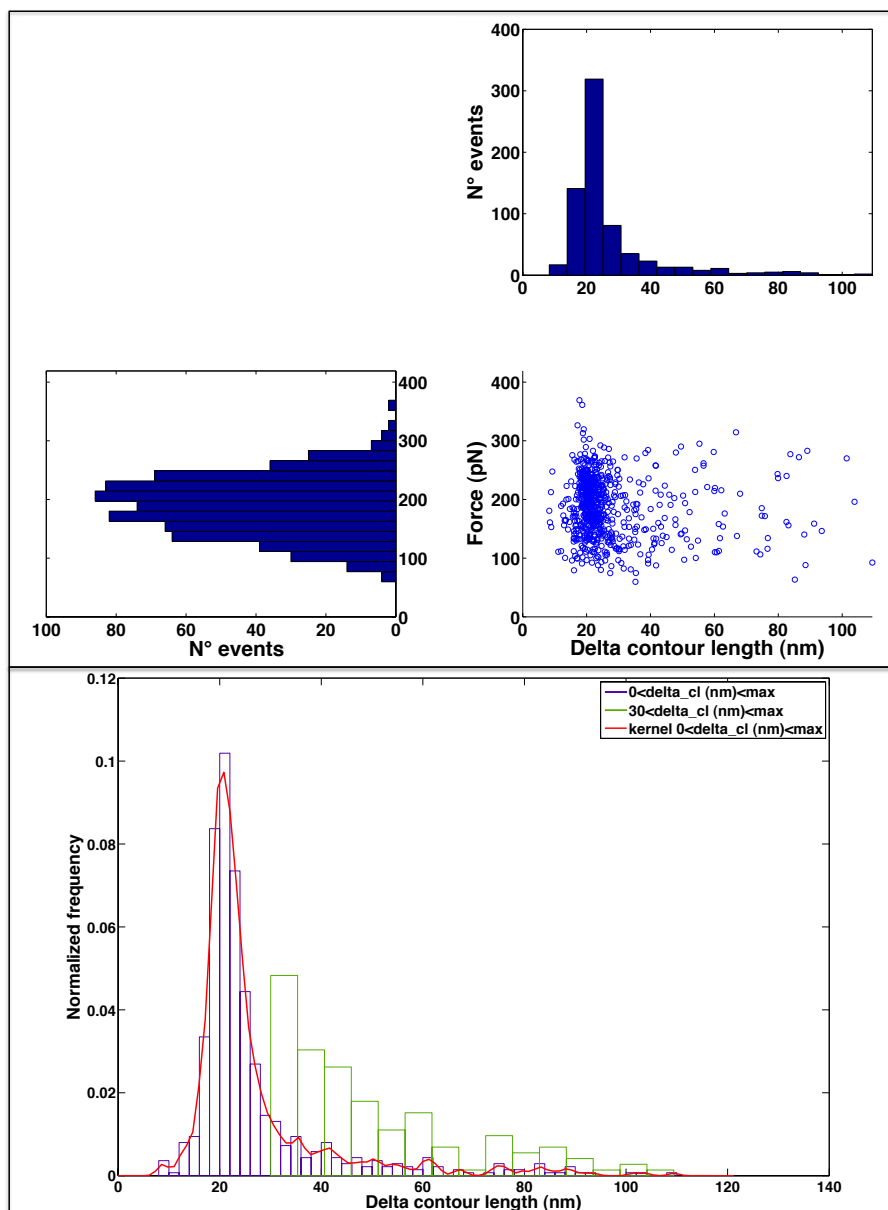 400
300
200
100
0
N° events
0 20 40 60 80 100
400
300
200
100
0
100 80 60 40 20 0
N° events
400
300
200
100
0
Force (pN)
0 20 40 60 80 100
Delta contour length (nm)
0.12
0.1
0.08
0.06
0.04
0.02
0
Normalized frequency
0<delta_cl (nm)<max
30<delta_cl (nm)<max
kernel 0<delta_cl (nm)<max
0 20 40 60 80 100 120 140
Delta contour length (nm)